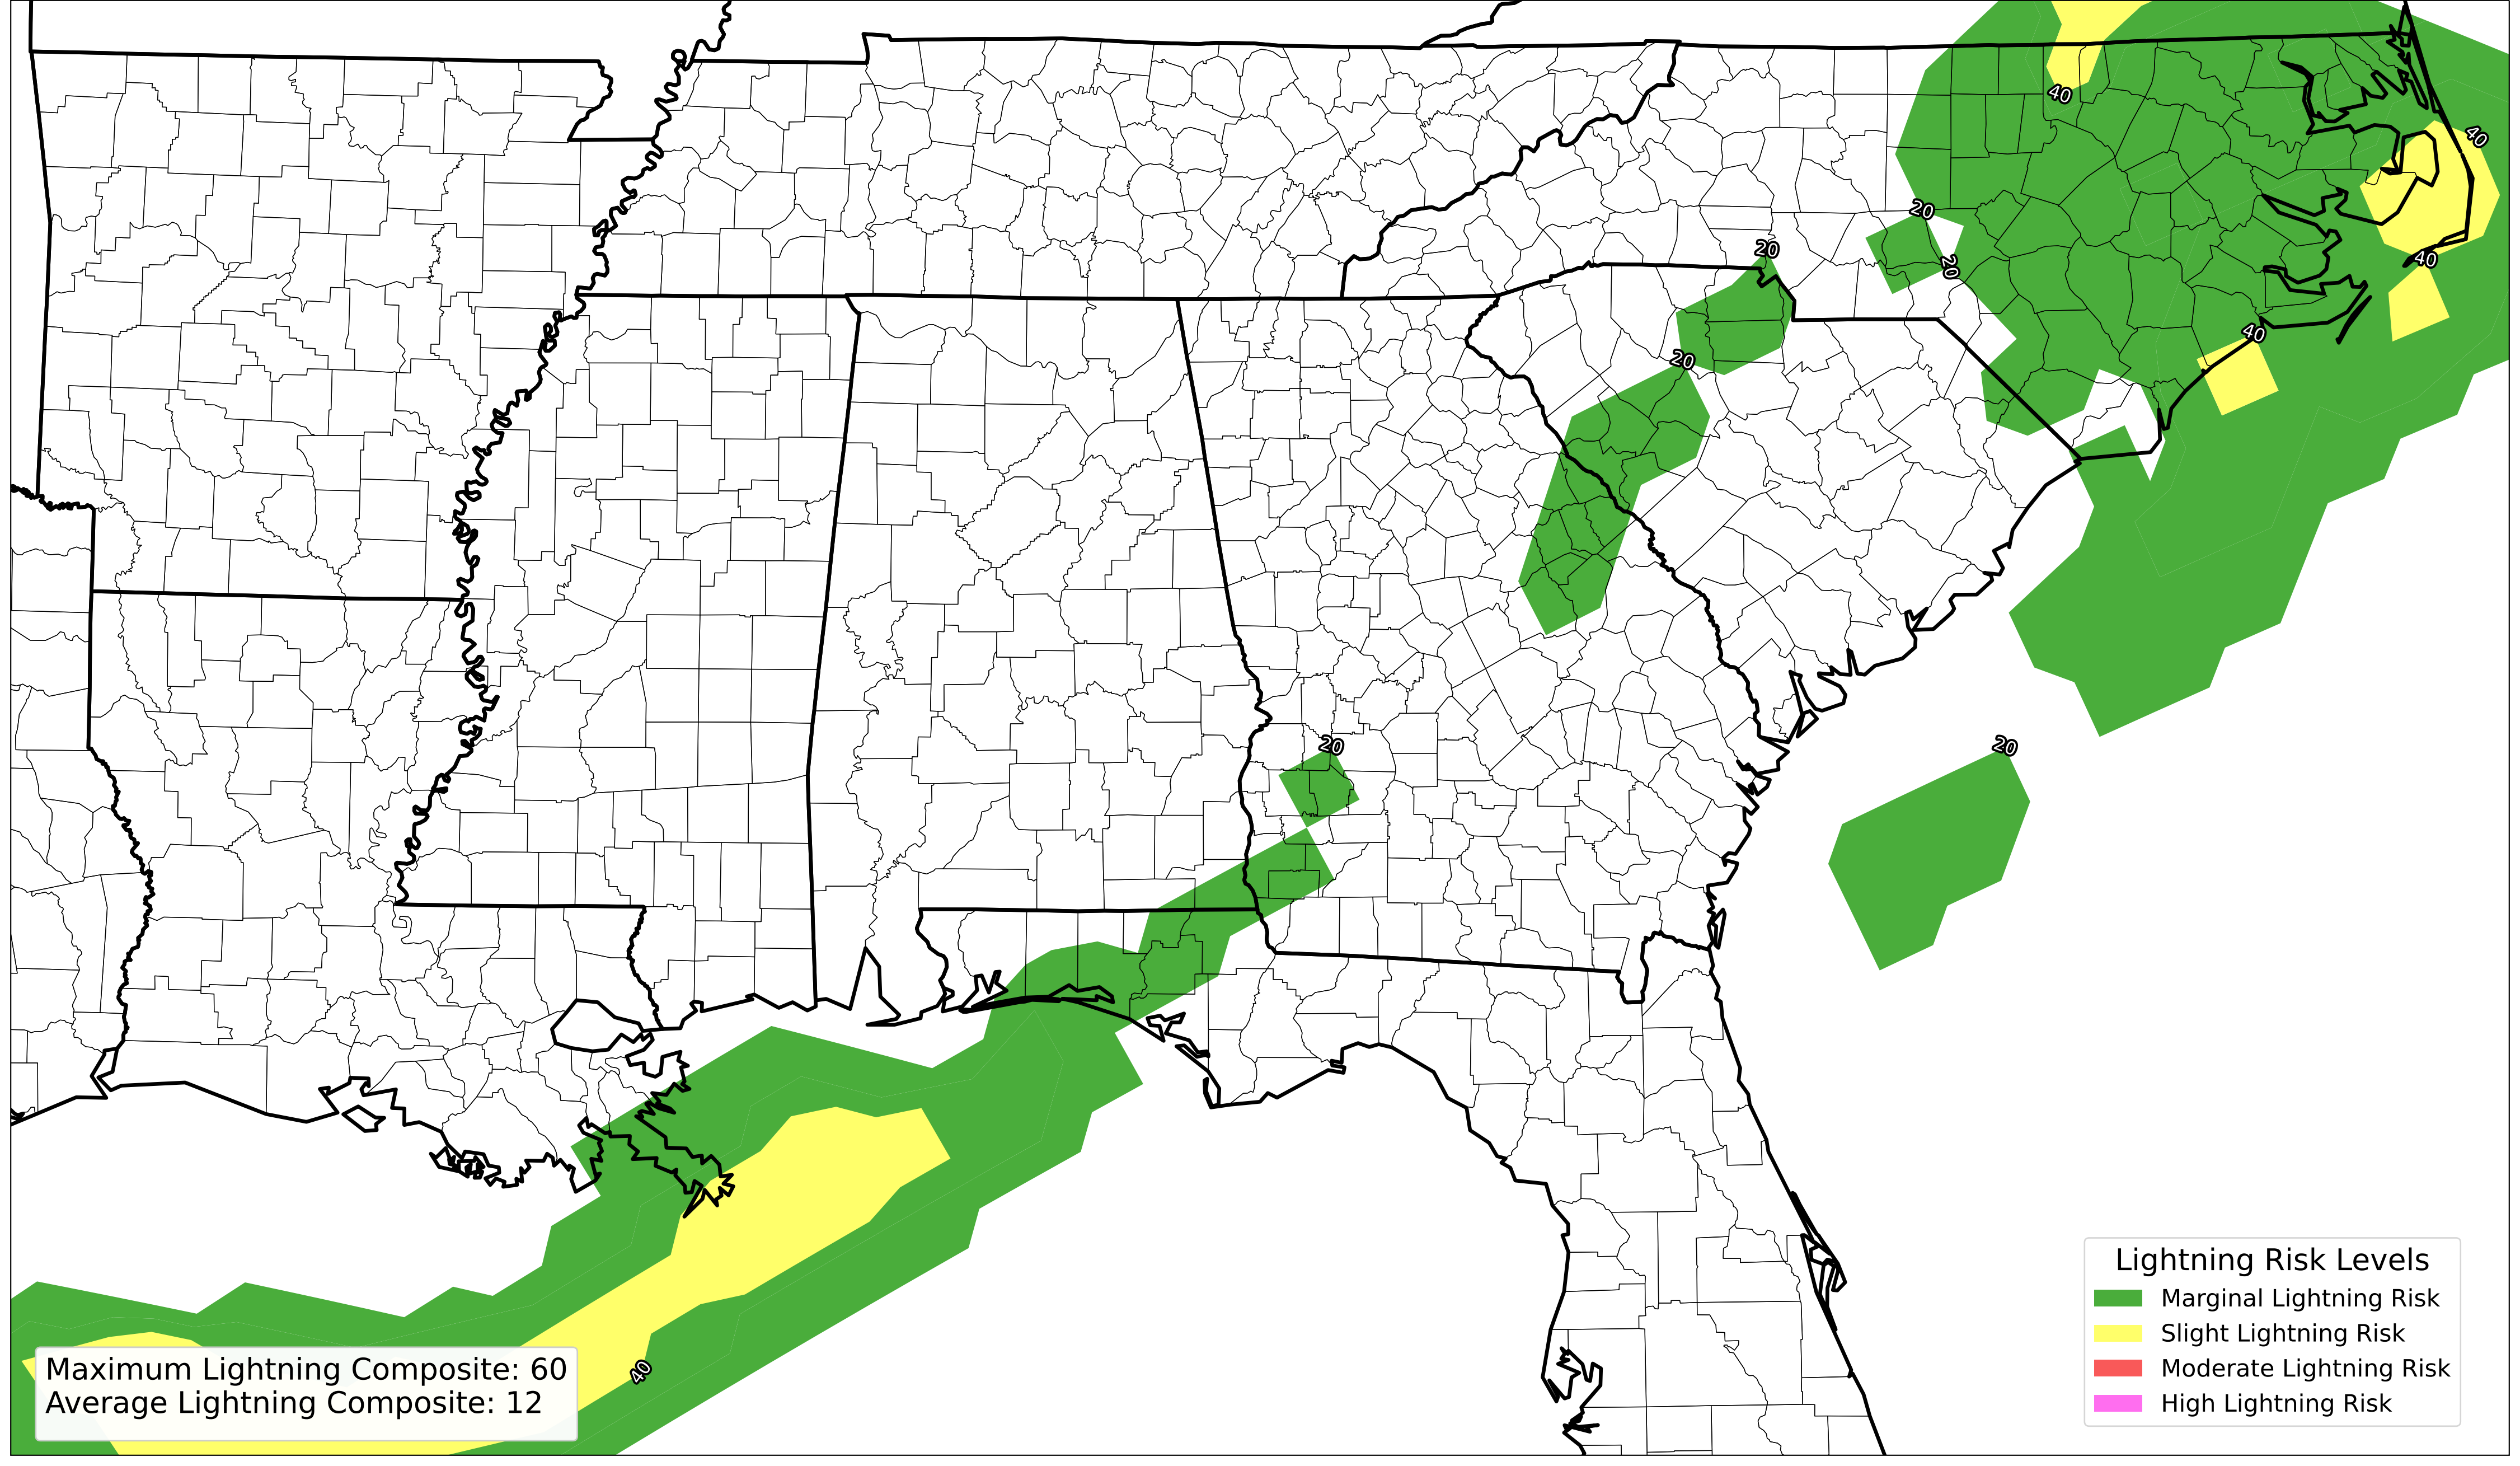 40
40
20
20
20
40
40
20
20
20
40
Maximum Lightning Composite: 60
Average Lightning Composite: 12
Lightning Risk Levels
Marginal Lightning Risk
Slight Lightning Risk
Moderate Lightning Risk
High Lightning Risk